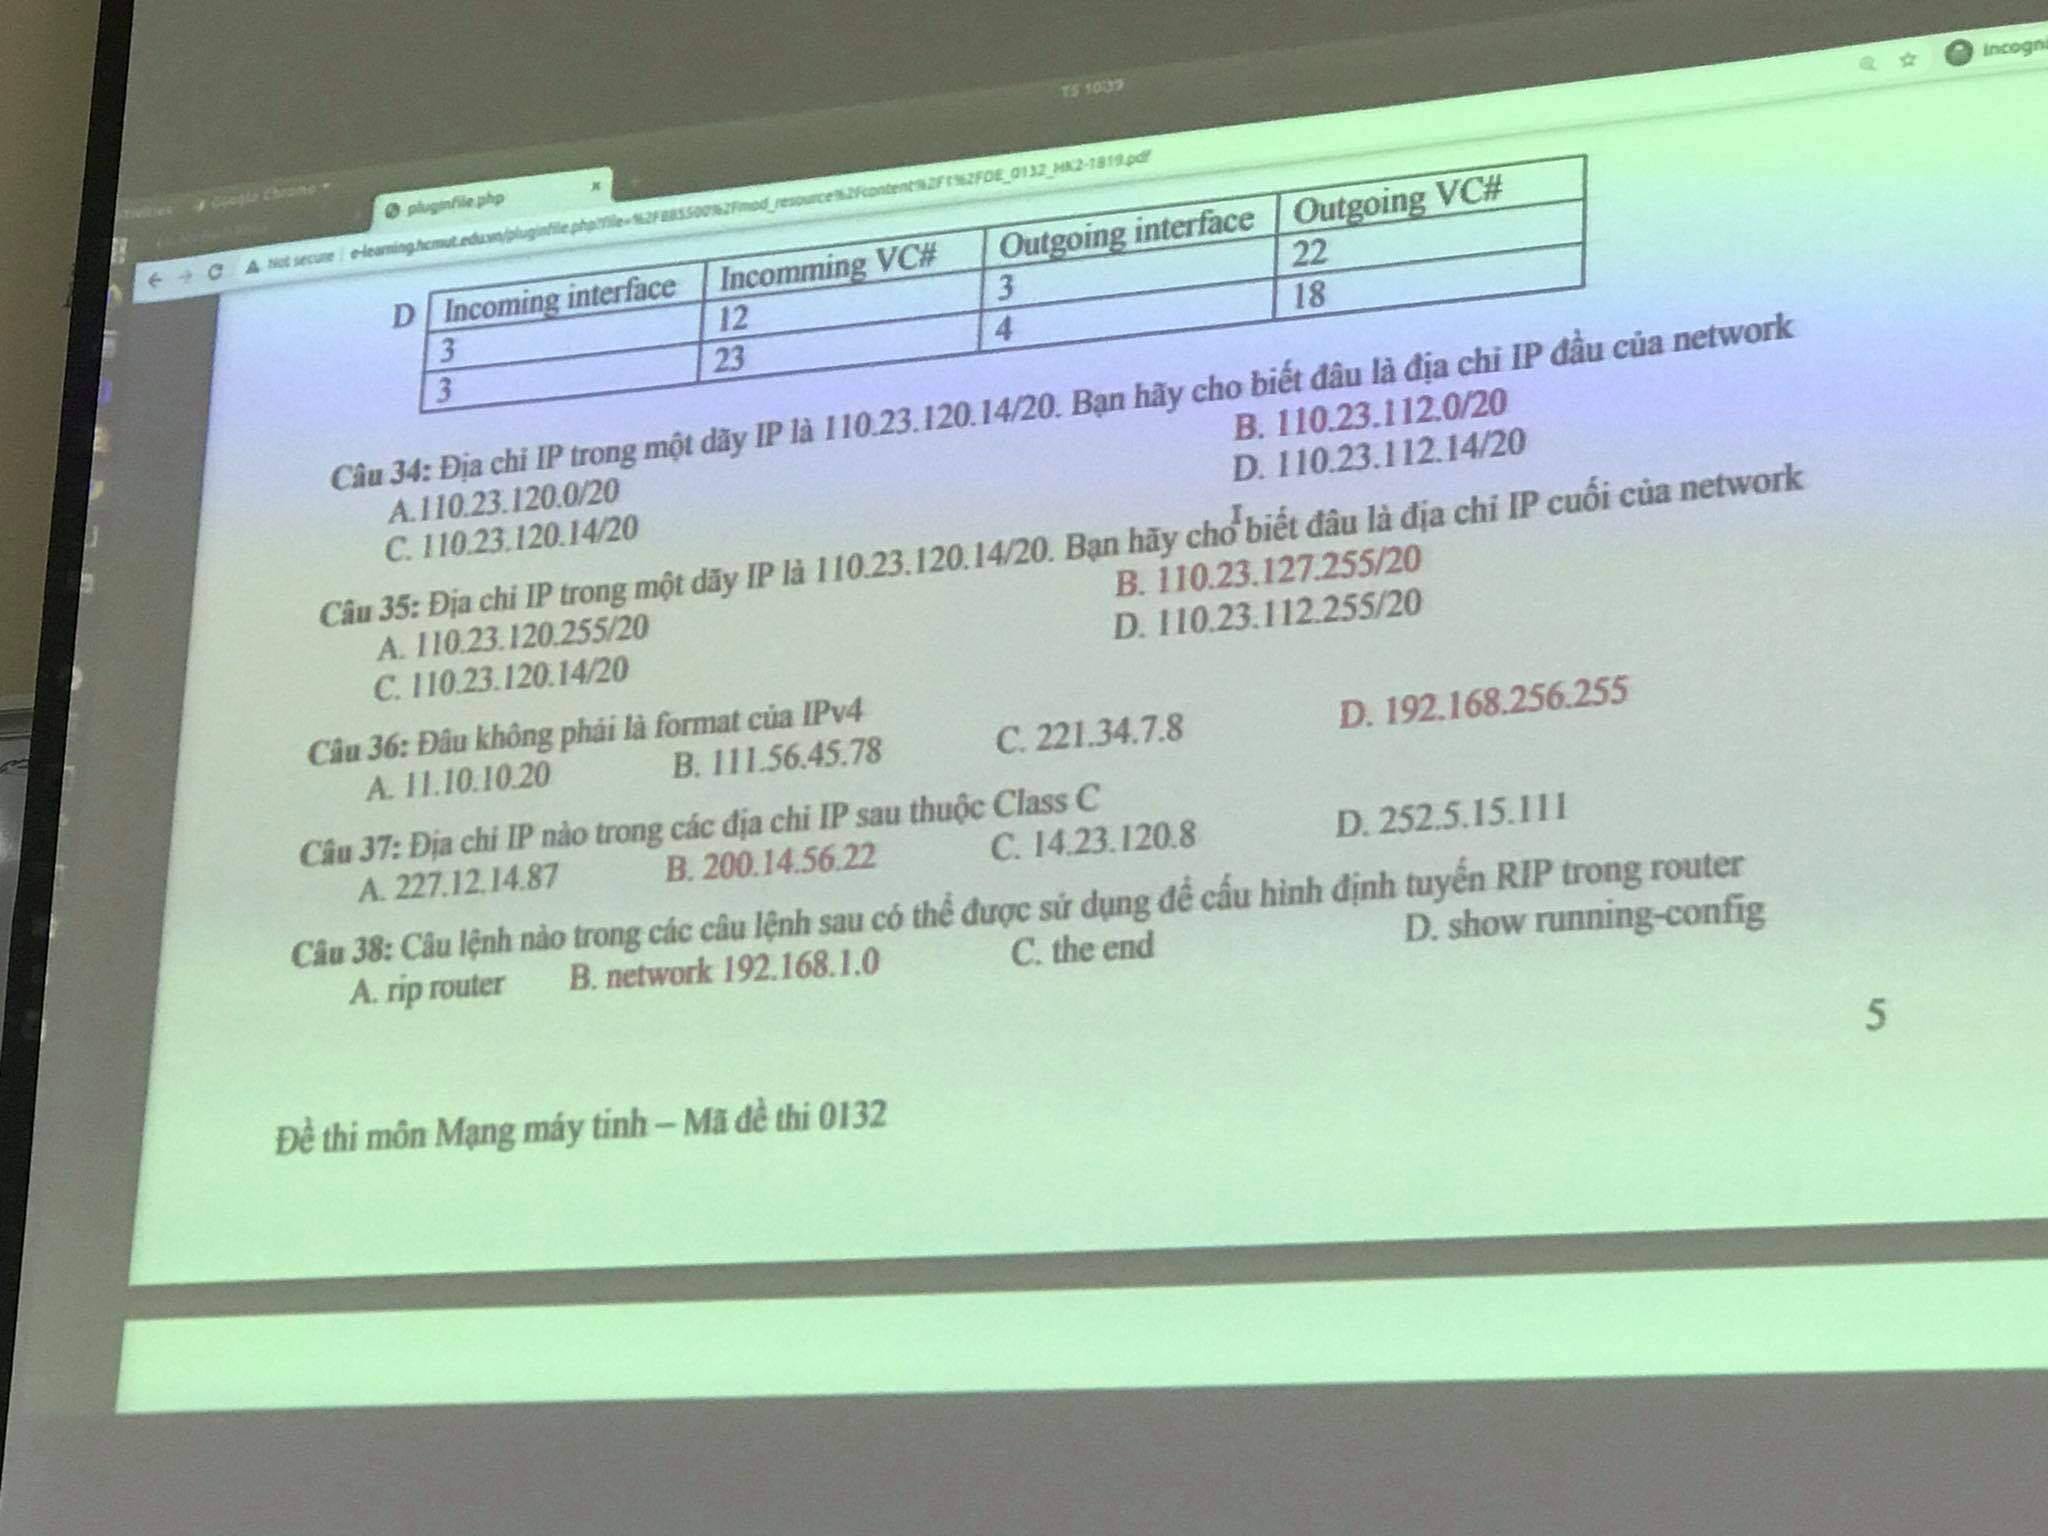 TS 10:39
Google Chrome
pluginfile.php
Incogni
Not secure | e-learning.hcmut.edu.vn/pluginfile.php?file=%2F885500%2Fmod_resource%2Fcontent%2F1%2FDE_0132_HK2-1819.pdf
D Incoming interface Incomming VC# Outgoing interface Outgoing VC#
3 12 3 22
3 23 4 18
Câu 34: Địa chỉ IP trong một dãy IP là 110.23.120.14/20. Bạn hãy cho biết đâu là địa chỉ IP đầu của network
A.110.23.120.0/20 B. 110.23.112.0/20
C. 110.23.120.14/20 D. 110.23.112.14/20
Câu 35: Địa chỉ IP trong một dãy IP là 110.23.120.14/20. Bạn hãy cho biết đâu là địa chỉ IP cuối của network
A. 110.23.120.255/20 B. 110.23.127.255/20
C. 110.23.120.14/20 D. 110.23.112.255/20
Câu 36: Đâu không phải là format của IPv4
A. 11.10.10.20 B. 111.56.45.78 C. 221.34.7.8 D. 192.168.256.255
Câu 37: Địa chỉ IP nào trong các địa chỉ IP sau thuộc Class C
A. 227.12.14.87 B. 200.14.56.22 C. 14.23.120.8 D. 252.5.15.111
Câu 38: Câu lệnh nào trong các câu lệnh sau có thể được sử dụng để cấu hình định tuyến RIP trong router
A. rip router B. network 192.168.1.0 C. the end D. show running-config
5
Đề thi môn Mạng máy tính – Mã đề thi 0132